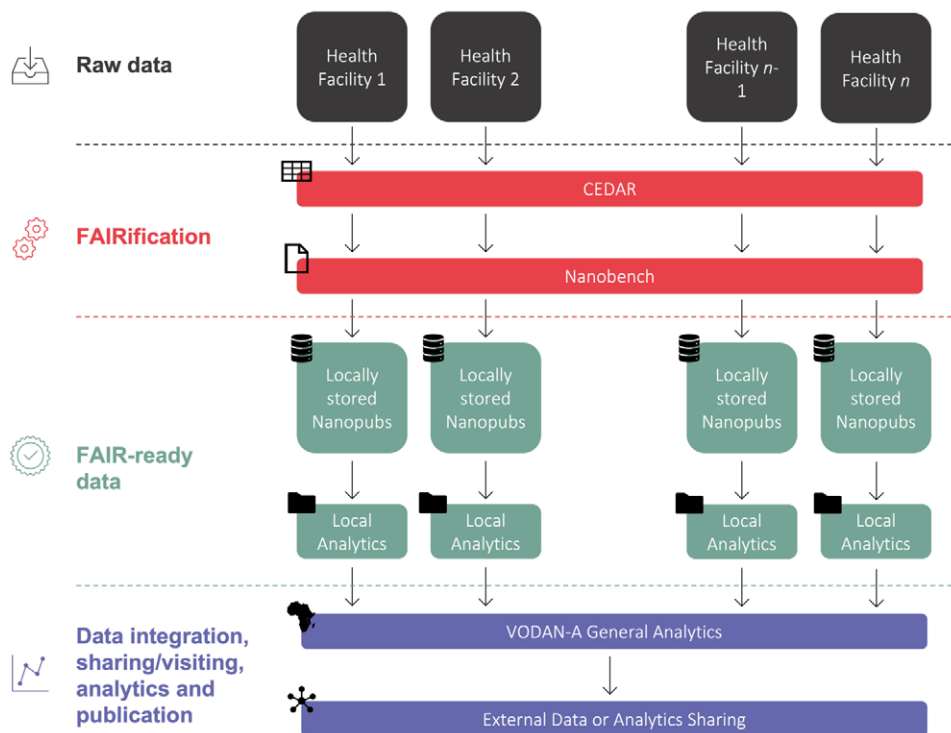 Raw data
Health
Facility 1
Health
Facility 2
Health
Facility n-
1
Health
Facility n
FAIRification
CEDAR
Nanobench
FAIR-ready
data
Locally
stored
Nanopubs
Locally
stored
Nanopubs
Locally
stored
Nanopubs
Locally
stored
Nanopubs
Local
Analytics
Local
Analytics
Local
Analytics
Local
Analytics
Data integration,
sharing/visiting,
analytics and
publication
VODAN-A General Analytics
External Data or Analytics Sharing